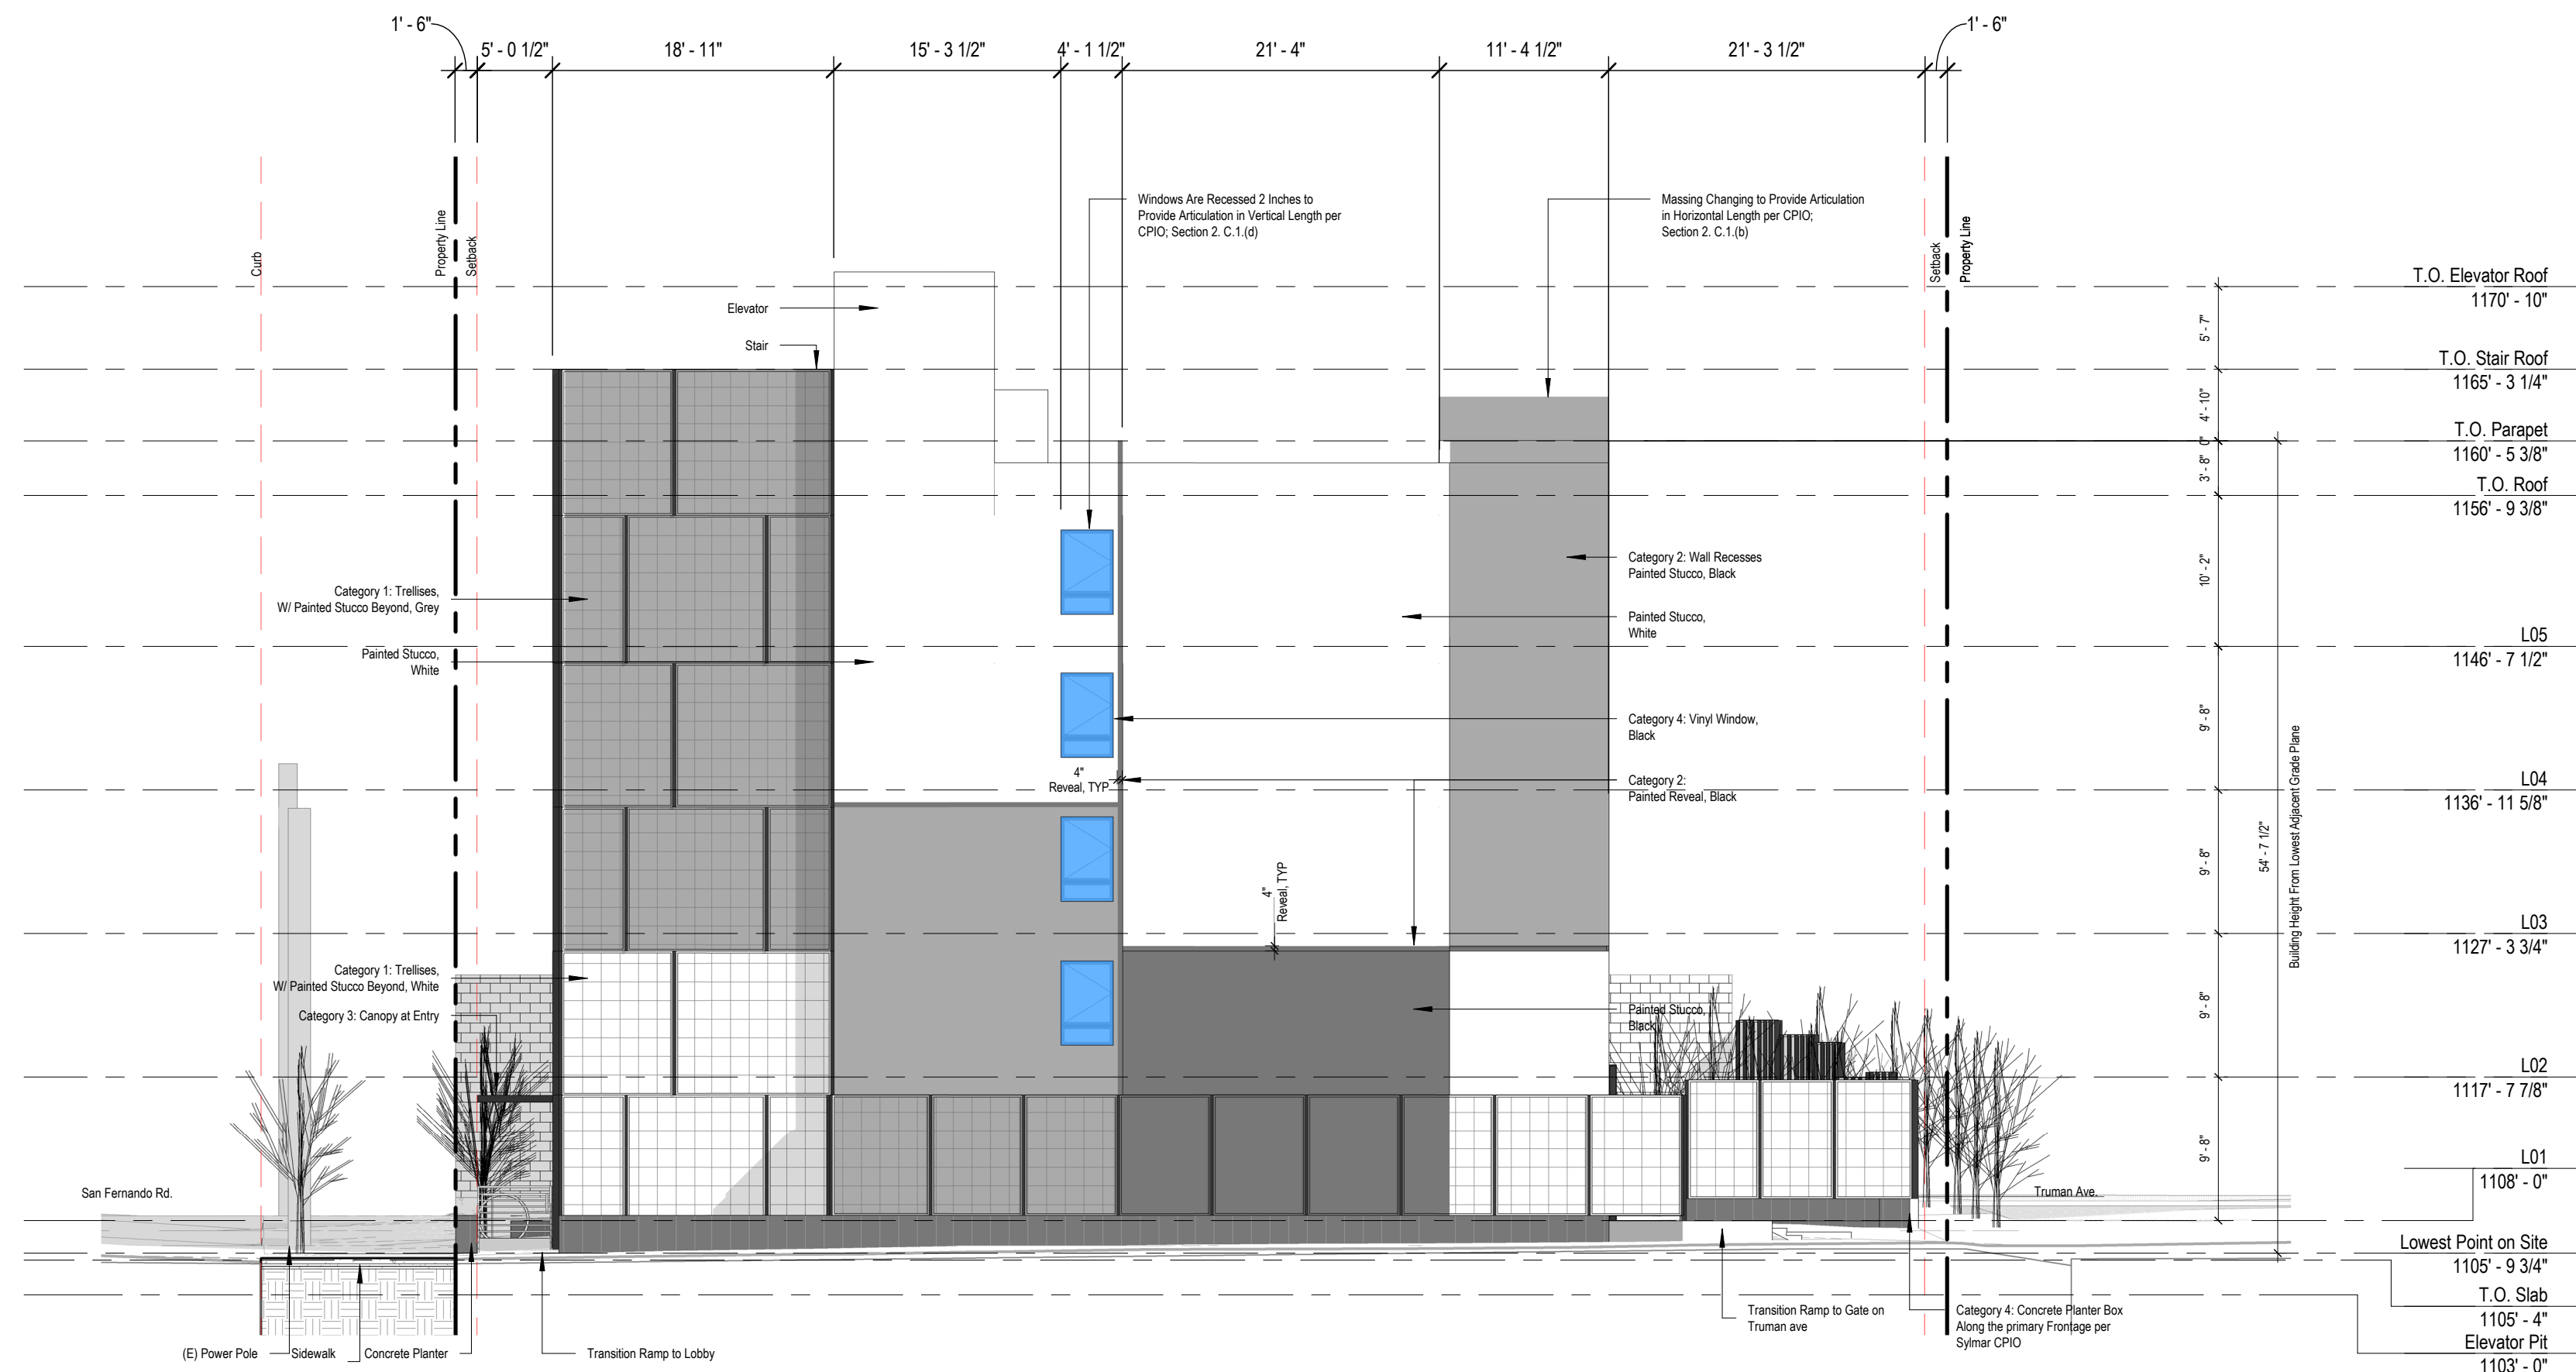 1' - 6"
5' - 0 1/2"
18' - 11"
15' - 3 1/2"
4' - 1 1/2"
21' - 4"
11' - 4 1/2"
21' - 3 1/2"
1' - 6"
Curb
Property Line
Setback
Windows Are Recessed 2 Inches to
Provide Articulation in Vertical Length per
CPIO; Section 2. C.1.(d)
Massing Changing to Provide Articulation
in Horizontal Length per CPIO;
Section 2. C.1.(b)
Setback
Property Line
Elevator
Stair
Category 1: Trellises,
W/ Painted Stucco Beyond, Grey
Painted Stucco,
White
Category 2: Wall Recesses
Painted Stucco, Black
Painted Stucco,
White
Category 4: Vinyl Window,
Black
4"
Reveal, TYP
Category 2:
Painted Reveal, Black
4"
Reveal, TYP
Category 1: Trellises,
W/ Painted Stucco Beyond, White
Category 3: Canopy at Entry
Painted Stucco,
Black
San Fernando Rd.
Truman Ave.
(E) Power Pole
Sidewalk
Concrete Planter
Transition Ramp to Lobby
Transition Ramp to Gate on
Truman ave
Category 4: Concrete Planter Box
Along the primary Frontage per
Sylmar CPIO
5' - 7"
4' - 10"
0"
3' - 8"
10' - 2"
9' - 8"
9' - 8"
9' - 8"
9' - 8"
54' - 7 1/2"
Building Height From Lowest Adjacent Grade Plane
T.O. Elevator Roof
1170' - 10"
T.O. Stair Roof
1165' - 3 1/4"
T.O. Parapet
1160' - 5 3/8"
T.O. Roof
1156' - 9 3/8"
L05
1146' - 7 1/2"
L04
1136' - 11 5/8"
L03
1127' - 3 3/4"
L02
1117' - 7 7/8"
L01
1108' - 0"
Lowest Point on Site
1105' - 9 3/4"
T.O. Slab
1105' - 4"
Elevator Pit
1103' - 0"